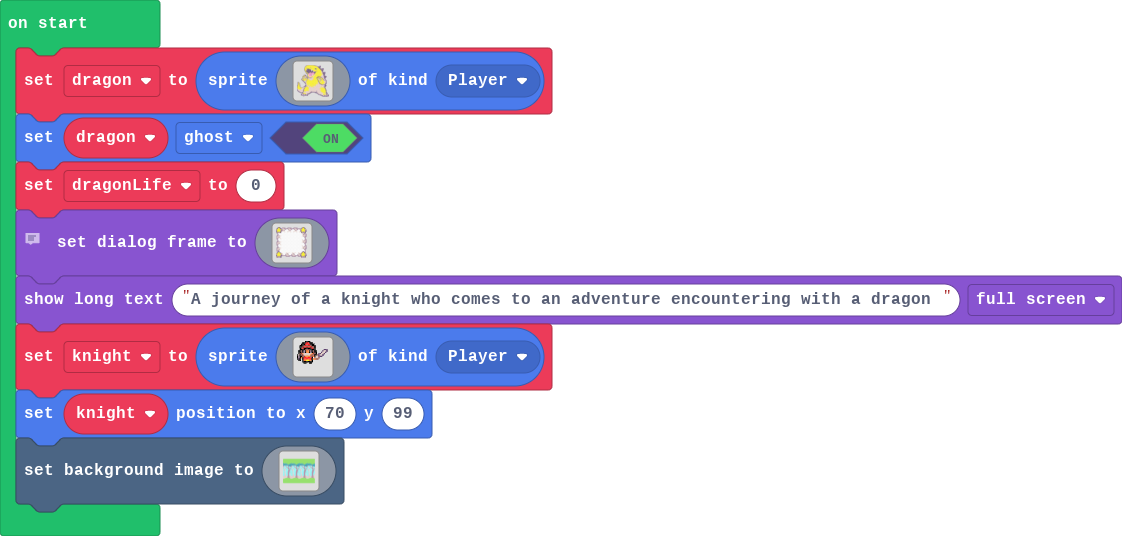 on start
set dragon to sprite of kind Player
set dragon ghost ON
set dragonLife to 0
set dialog frame to
show long text "A journey of a knight who comes to an adventure encountering with a dragon " full screen
set knight to sprite of kind Player
set knight position to x 70 y 99
set background image to